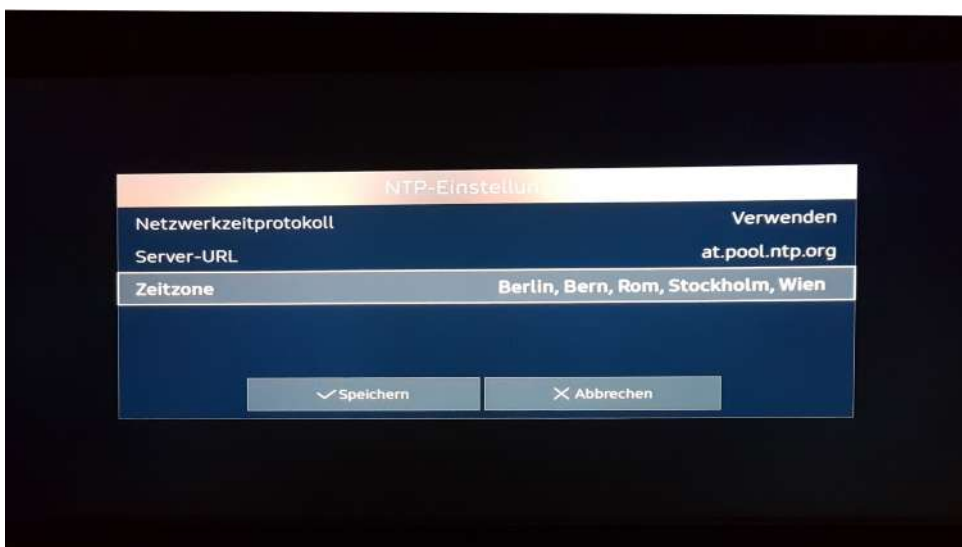 NTP-Einstellun
Netzwerkzeitprotokoll Verwenden
Server-URL at.pool.ntp.org
Zeitzone Berlin, Bern, Rom, Stockholm, Wien
Speichern Abbrechen